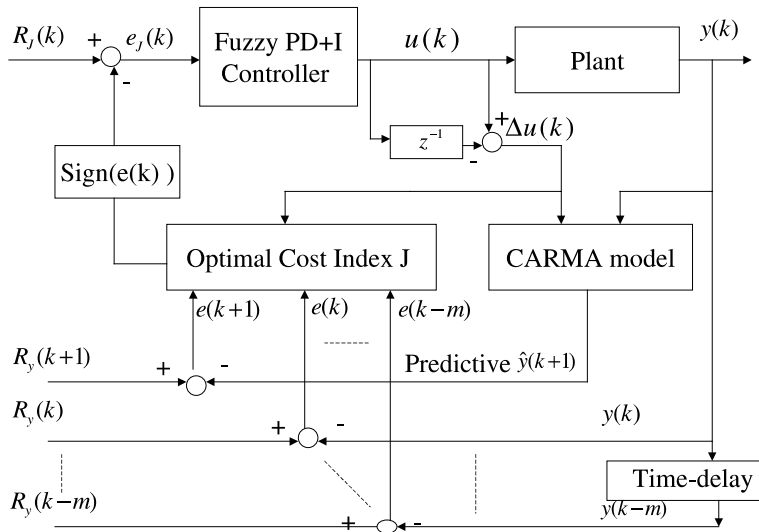 R_J(k)
+
e_J(k)
-
Fuzzy PD+I
Controller
u(k)
Plant
y(k)
z⁻¹
+
-
Δu(k)
Sign(e(k) )
Optimal Cost Index J
CARMA model
e(k+1)
e(k)
e(k−m)
R_y(k+1)
+
-
Predictive ŷ(k+1)
R_y(k)
+
-
y(k)
Time-delay
R_y(k−m)
+
-
y(k−m)